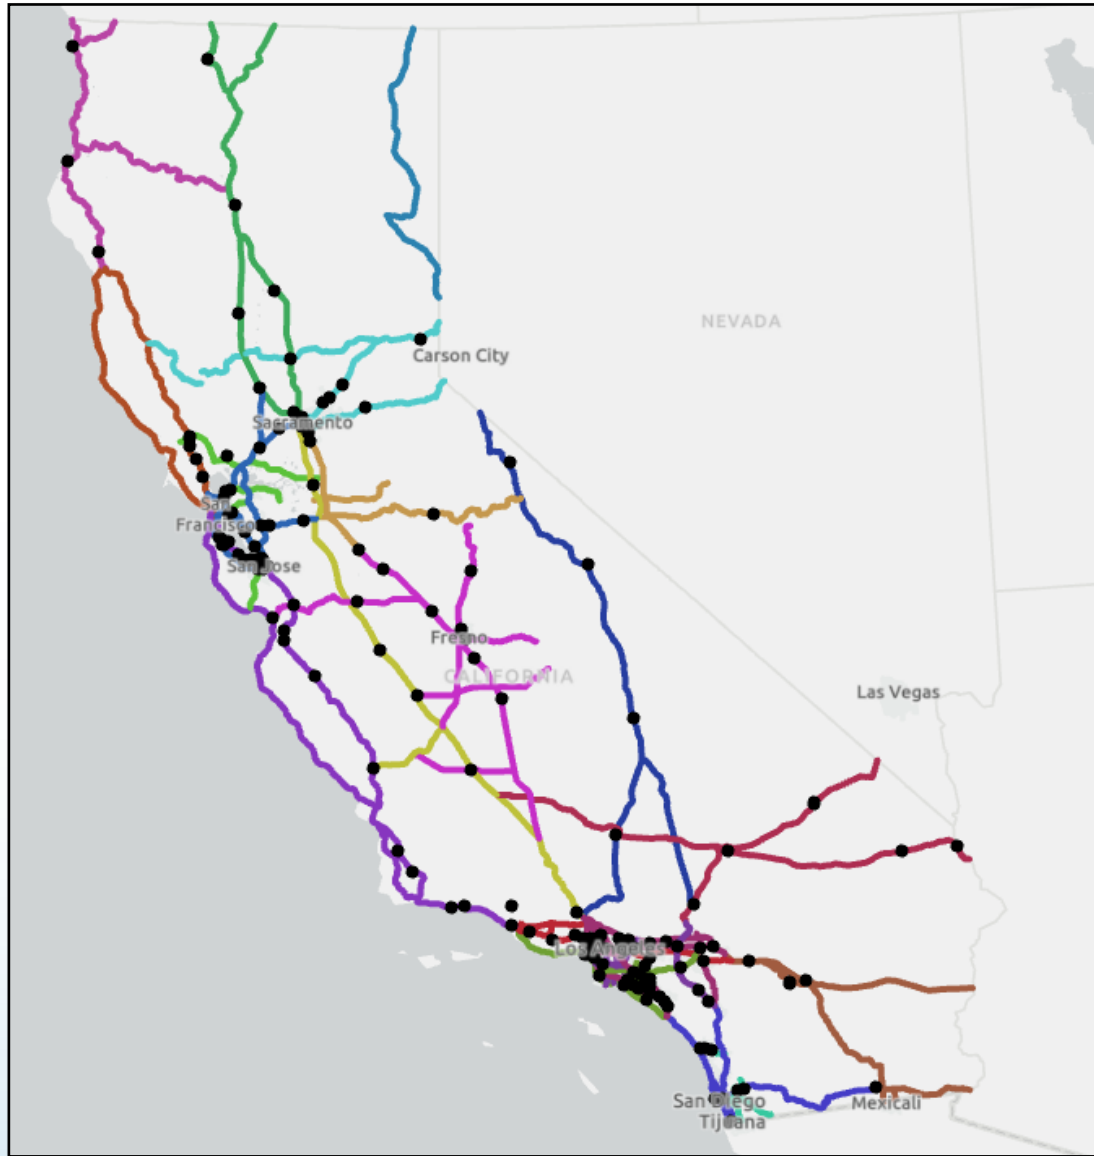 NEVADA
Carson City
Sacramento
San
Francisco
San Jose
Fresno
CALIFORNIA
Las Vegas
Los Angeles
San Diego
Tijuana
Mexicali